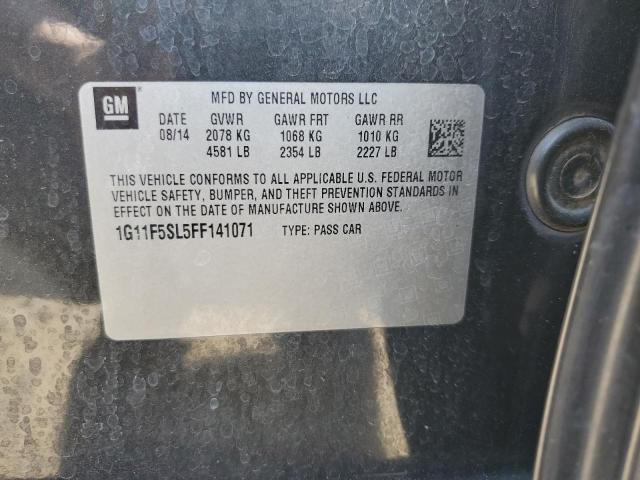 GM
MFD BY GENERAL MOTORS LLC
DATE GVWR GAWR FRT GAWR RR
08/14 2078 KG 1068 KG 1010 KG
4581 LB 2354 LB 2227 LB
THIS VEHICLE CONFORMS TO ALL APPLICABLE U.S. FEDERAL MOTOR
VEHICLE SAFETY, BUMPER, AND THEFT PREVENTION STANDARDS IN
EFFECT ON THE DATE OF MANUFACTURE SHOWN ABOVE.
1G11F5SL5FF141071 TYPE: PASS CAR